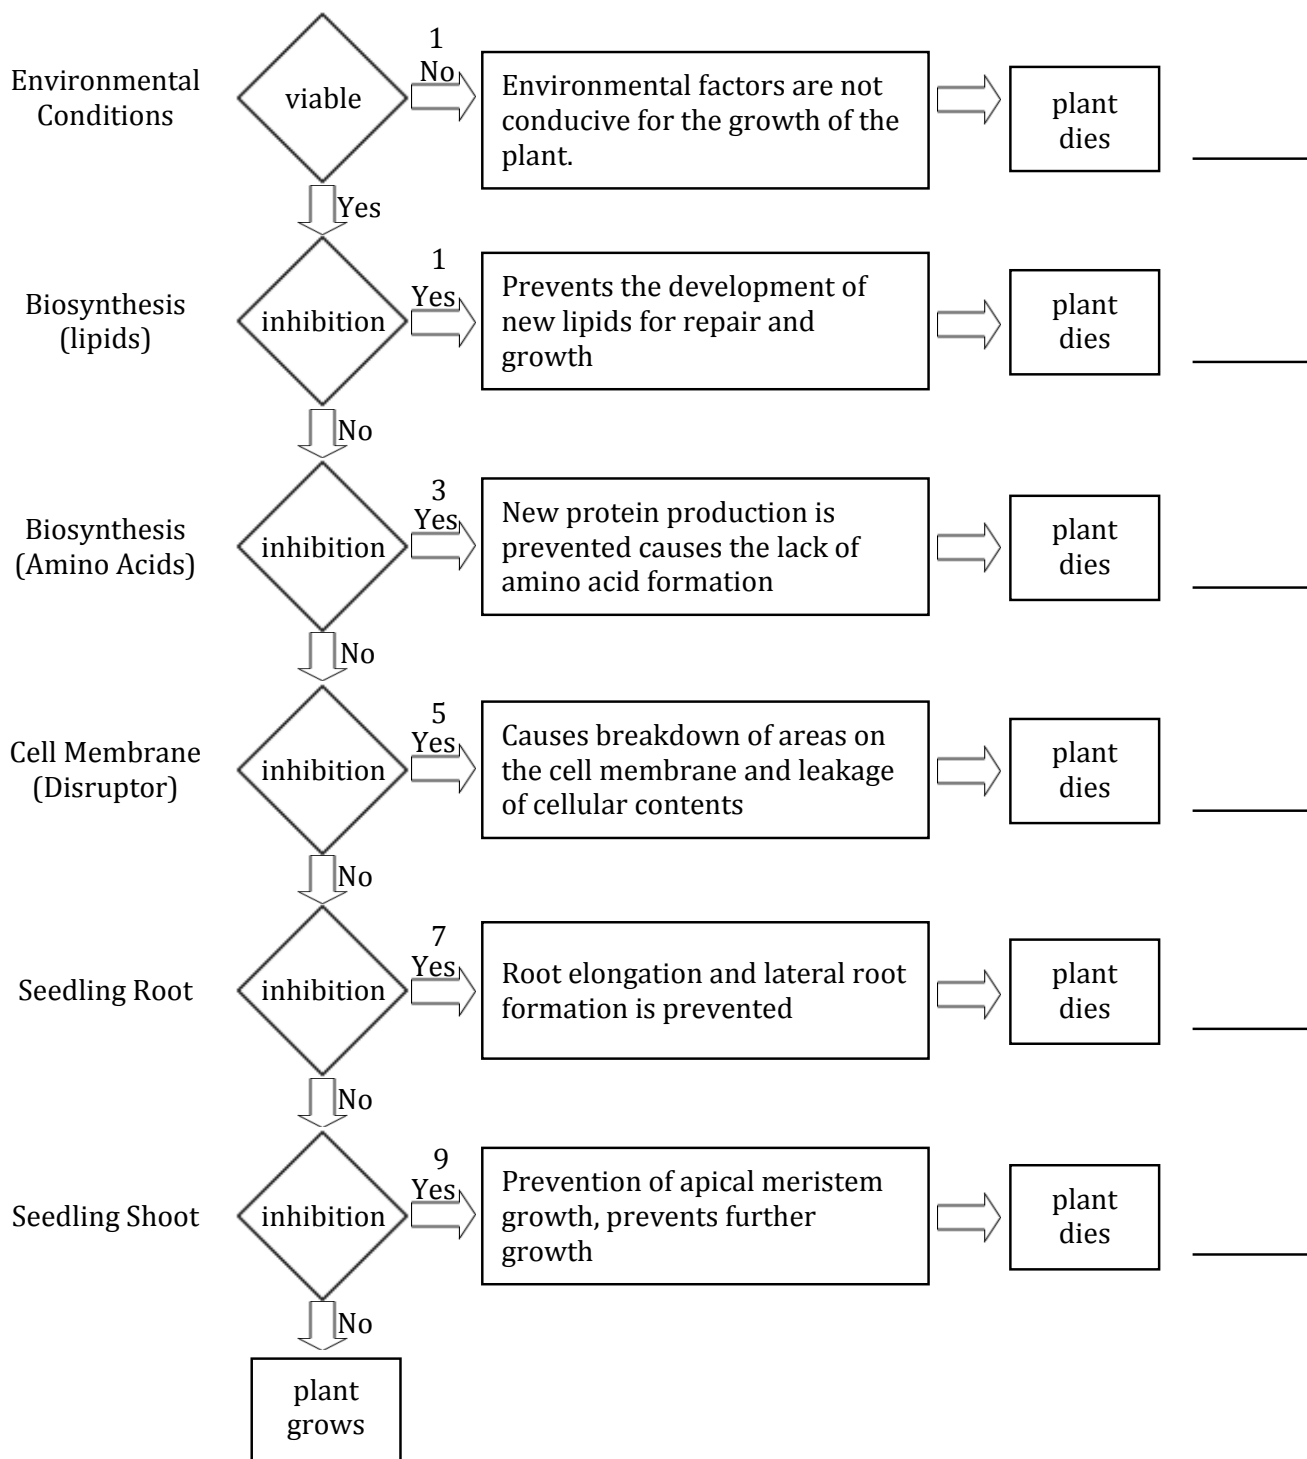 Environmental
Conditions
viable
1
No
Environmental factors are not
conducive for the growth of the
plant.
plant
dies
Yes
Biosynthesis
(lipids)
inhibition
1
Yes
Prevents the development of
new lipids for repair and
growth
plant
dies
No
Biosynthesis
(Amino Acids)
inhibition
3
Yes
New protein production is
prevented causes the lack of
amino acid formation
plant
dies
No
Cell Membrane
(Disruptor)
inhibition
5
Yes
Causes breakdown of areas on
the cell membrane and leakage
of cellular contents
plant
dies
No
Seedling Root
inhibition
7
Yes
Root elongation and lateral root
formation is prevented
plant
dies
No
Seedling Shoot
inhibition
9
Yes
Prevention of apical meristem
growth, prevents further
growth
plant
dies
No
plant
grows